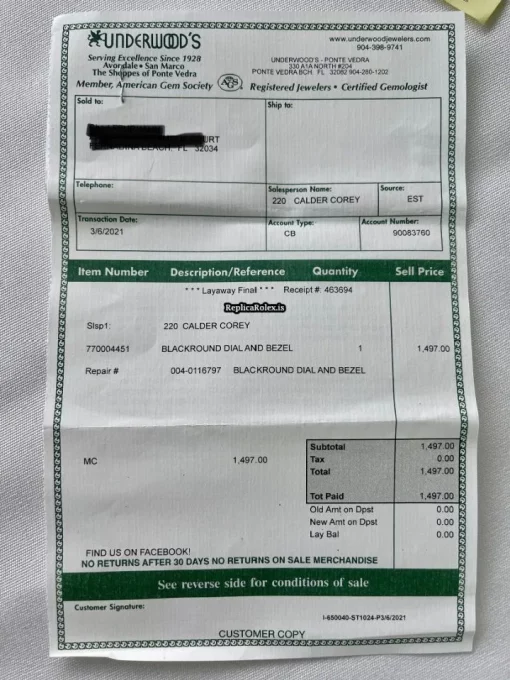 UNDERWOOD'S
Serving Excellence Since 1928
Avondale • San Marco
The Shoppes of Ponte Vedra
www.underwoodjewelers.com
904-398-9741
UNDERWOOD'S - PONTE VEDRA
330 A1A NORTH #204
PONTE VEDRA BCH, FL 32082 904-280-1202
Member, American Gem Society
AGS
Registered Jewelers • Certified Gemologist
Sold to:
Ship to:
URT
BEACH, FL 32034
Telephone:
Salesperson Name:
Source:
220 CALDER COREY
EST
Transaction Date:
Account Type:
Account Number:
3/6/2021
CB
90083760
Item Number Description/Reference Quantity Sell Price
*** Layaway Final *** Receipt #: 463694
ReplicaRolex.is
Slsp1: 220 CALDER COREY
770004451 BLACKROUND DIAL AND BEZEL 1 1,497.00
Repair # 004-0116797 BLACKROUND DIAL AND BEZEL
MC 1,497.00
Subtotal 1,497.00
Tax 0.00
Total 1,497.00
Tot Paid 1,497.00
Old Amt on Dpst 0.00
New Amt on Dpst 0.00
Lay Bal 0.00
FIND US ON FACEBOOK!
NO RETURNS AFTER 30 DAYS NO RETURNS ON SALE MERCHANDISE
See reverse side for conditions of sale
Customer Signature:
I-650040-ST1024-P3/6/2021
CUSTOMER COPY